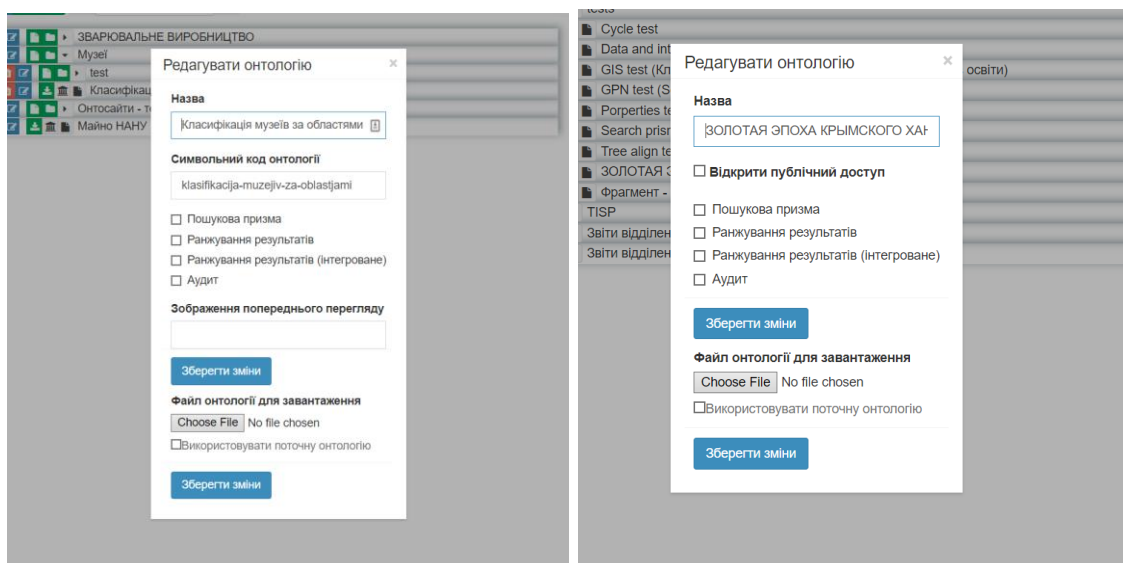 ЗВАРЮВАЛЬНЕ ВИРОБНИЦТВО
Музеї
test
Класифікац
Онтосайти - т
Майно НАНУ
Редагувати онтологію
×
Назва
Класифікація музеїв за областями
Символьний код онтології
klasifikacija-muzejiv-za-oblastjami
Пошукова призма
Ранжування результатів
Ранжування результатів (інтегроване)
Аудит
Зображення попереднього перегляду
Зберегти зміни
Файл онтології для завантаження
Choose File No file chosen
Використовувати поточну онтологію
Зберегти зміни
tests
Cycle test
Data and int
GIS test (Кл
освіти)
GPN test (S
Porperties te
Search prisn
Tree align te
ЗОЛОТАЯ Э
Фрагмент -
TISP
Звіти відділен
Звіти відділен
Редагувати онтологію
×
Назва
ЗОЛОТАЯ ЭПОХА КРЫМСКОГО ХАН
Відкрити публічний доступ
Пошукова призма
Ранжування результатів
Ранжування результатів (інтегроване)
Аудит
Зберегти зміни
Файл онтології для завантаження
Choose File No file chosen
Використовувати поточну онтологію
Зберегти зміни